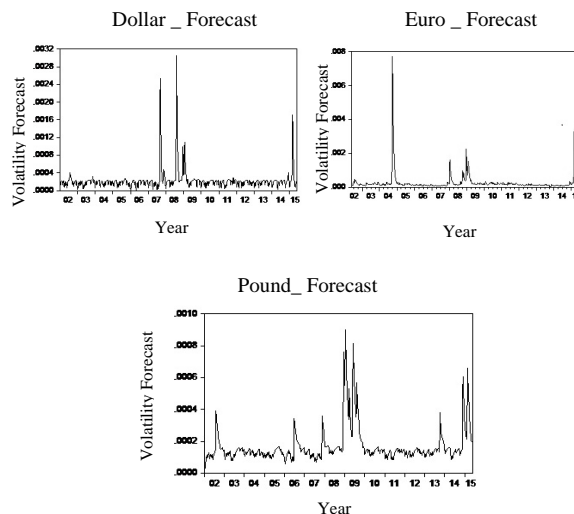 Dollar _ Forecast
Volatility Forecast
.0032
.0028
.0024
.0020
.0016
.0012
.0008
.0004
.0000
02 03 04 05 06 07 08 09 10 11 12 13 14 15
Year
Euro _ Forecast
Volatility Forecast
.008
.006
.004
.002
.000
02 03 04 05 06 07 08 09 10 11 12 13 14 15
Year
Pound_ Forecast
Volatility Forecast
.0010
.0008
.0006
.0004
.0002
.0000
02 03 04 05 06 07 08 09 10 11 12 13 14 15
Year